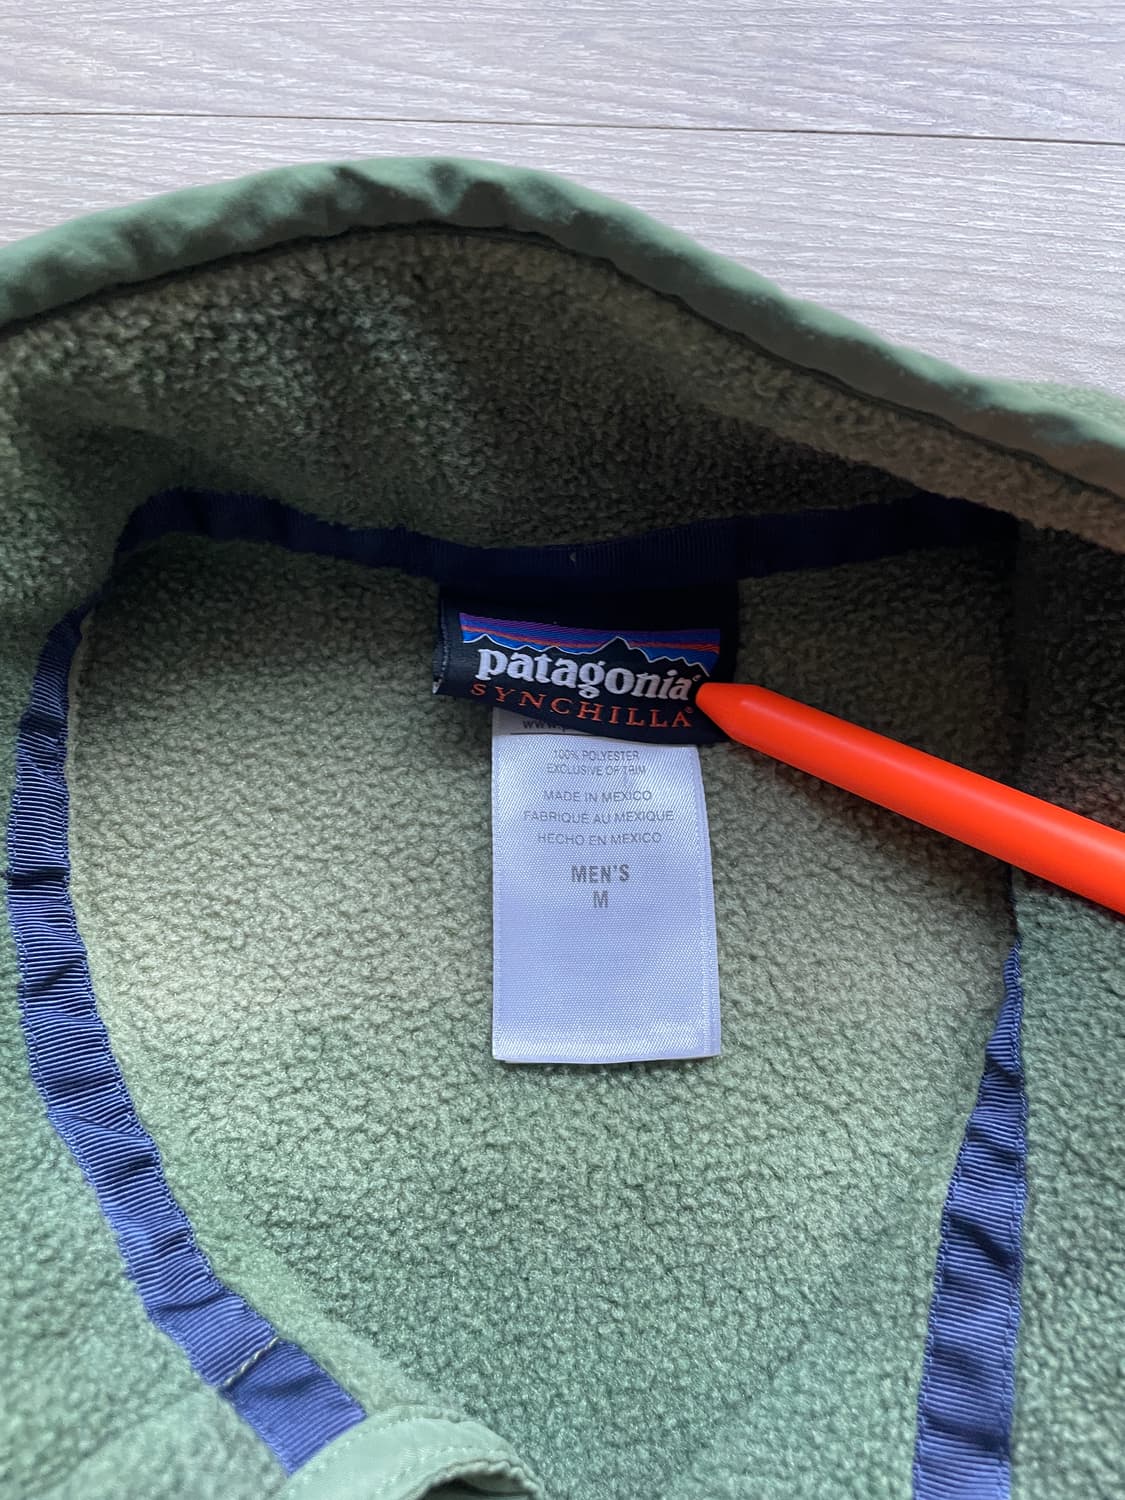 patagonia®
SYNCHILLA®
100% POLYESTER
EXCLUSIVE OF TRIM
MADE IN MEXICO
FABRIQUÉ AU MEXIQUE
HECHO EN MEXICO
MEN'S
M